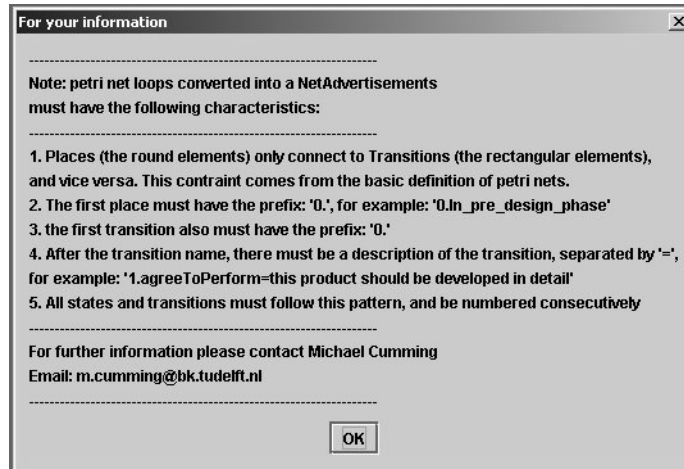 For your information
-------------------------------------------------------------------
Note: petri net loops converted into a NetAdvertisements
must have the following characteristics:
-------------------------------------------------------------------
1. Places (the round elements) only connect to Transitions (the rectangular elements),
and vice versa. This contraint comes from the basic definition of petri nets.
2. The first place must have the prefix: '0.', for example: '0.In_pre_design_phase'
3. the first transition also must have the prefix: '0.'
4. After the transition name, there must be a description of the transition, separated by '=',
for example: '1.agreeToPerform=this product should be developed in detail'
5. All states and transitions must follow this pattern, and be numbered consecutively
-------------------------------------------------------------------
For further information please contact Michael Cumming
Email: m.cumming@bk.tudelft.nl
-------------------------------------------------------------------
OK